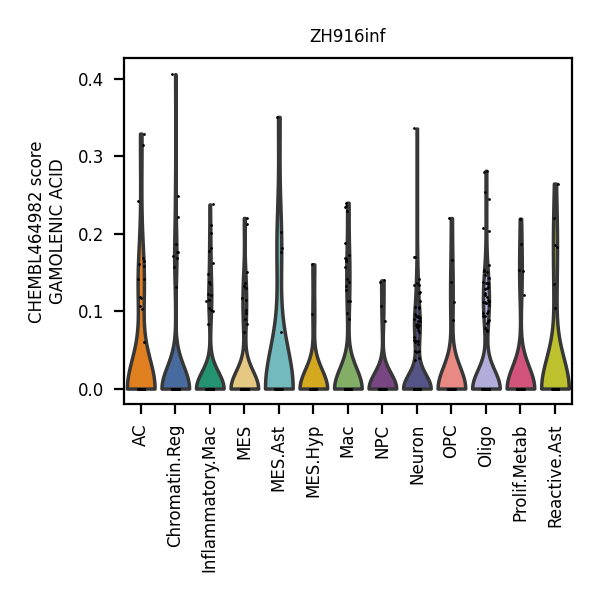 ZH916inf
CHEMBL464982 score
GAMOLENIC ACID
0.4
0.3
0.2
0.1
0.0
AC
Chromatin.Reg
Inflammatory.Mac
MES
MES.Ast
MES.Hyp
Mac
NPC
Neuron
OPC
Oligo
Prolif.Metab
Reactive.Ast